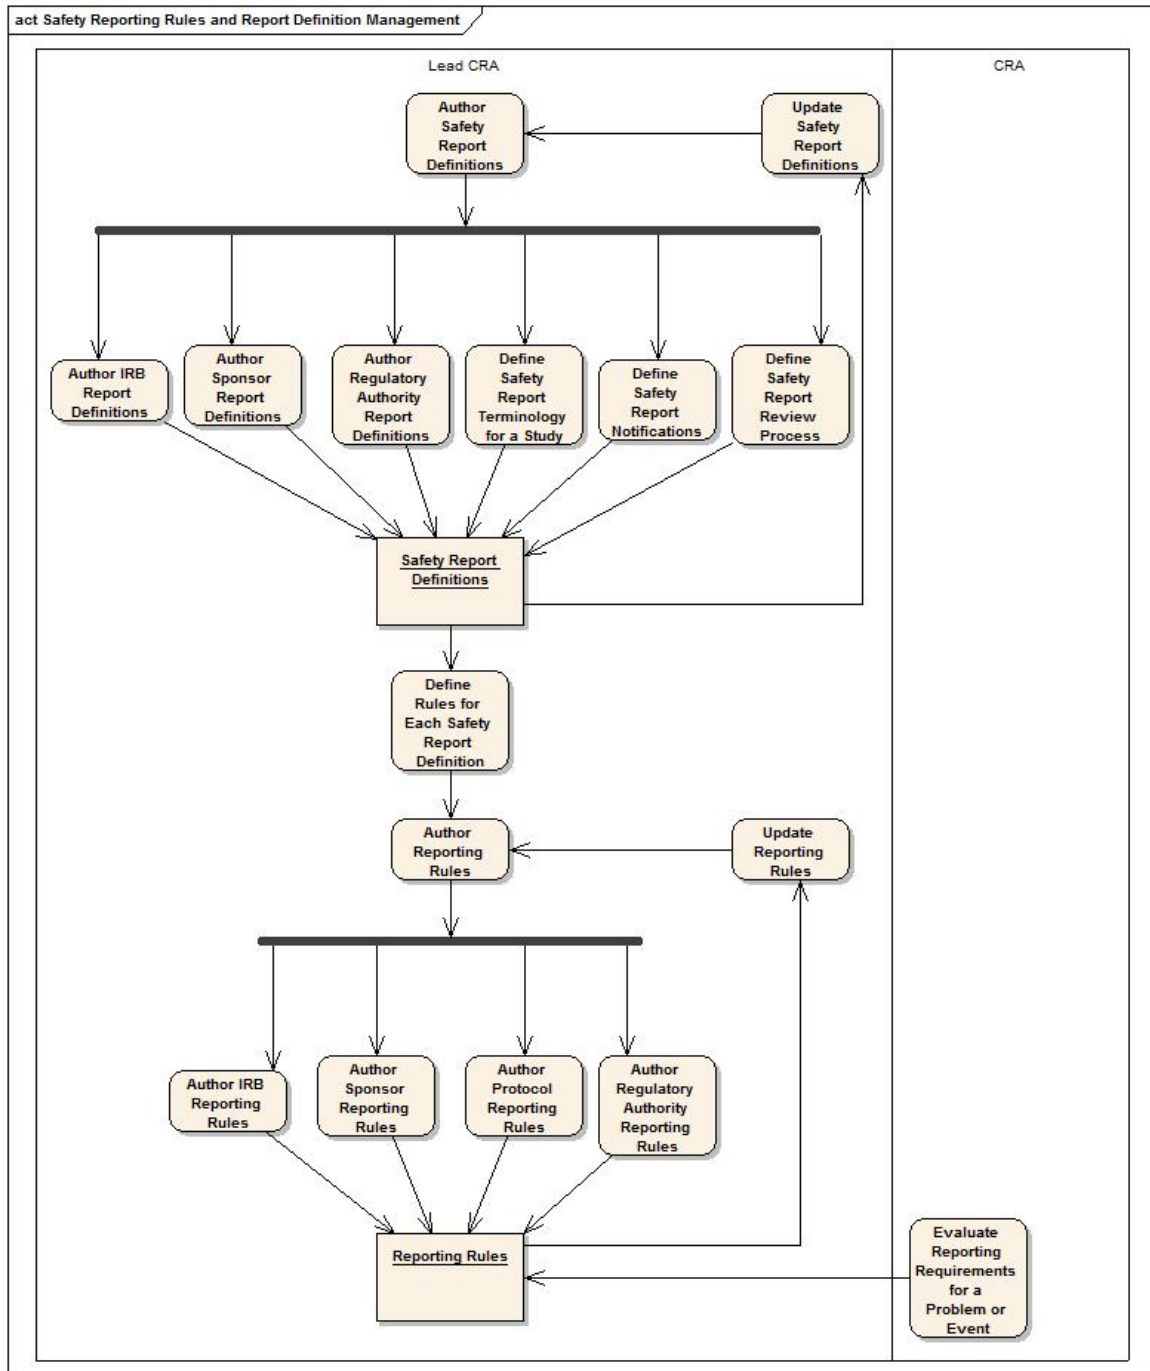 act Safety Reporting Rules and Report Definition Management
Lead CRA
CRA
Author
Safety
Report
Definitions
Update
Safety
Report
Definitions
Author IRB
Report
Definitions
Author
Sponsor
Report
Definitions
Author
Regulatory
Authority
Report
Definitions
Define
Safety
Report
Terminology
for a Study
Define
Safety
Report
Notifications
Define
Safety
Report
Review
Process
Safety Report
Definitions
Define
Rules for
Each Safety
Report
Definition
Author
Reporting
Rules
Update
Reporting
Rules
Author IRB
Reporting
Rules
Author
Sponsor
Reporting
Rules
Author
Protocol
Reporting
Rules
Author
Regulatory
Authority
Reporting
Rules
Reporting Rules
Evaluate
Reporting
Requirements
for a
Problem or
Event